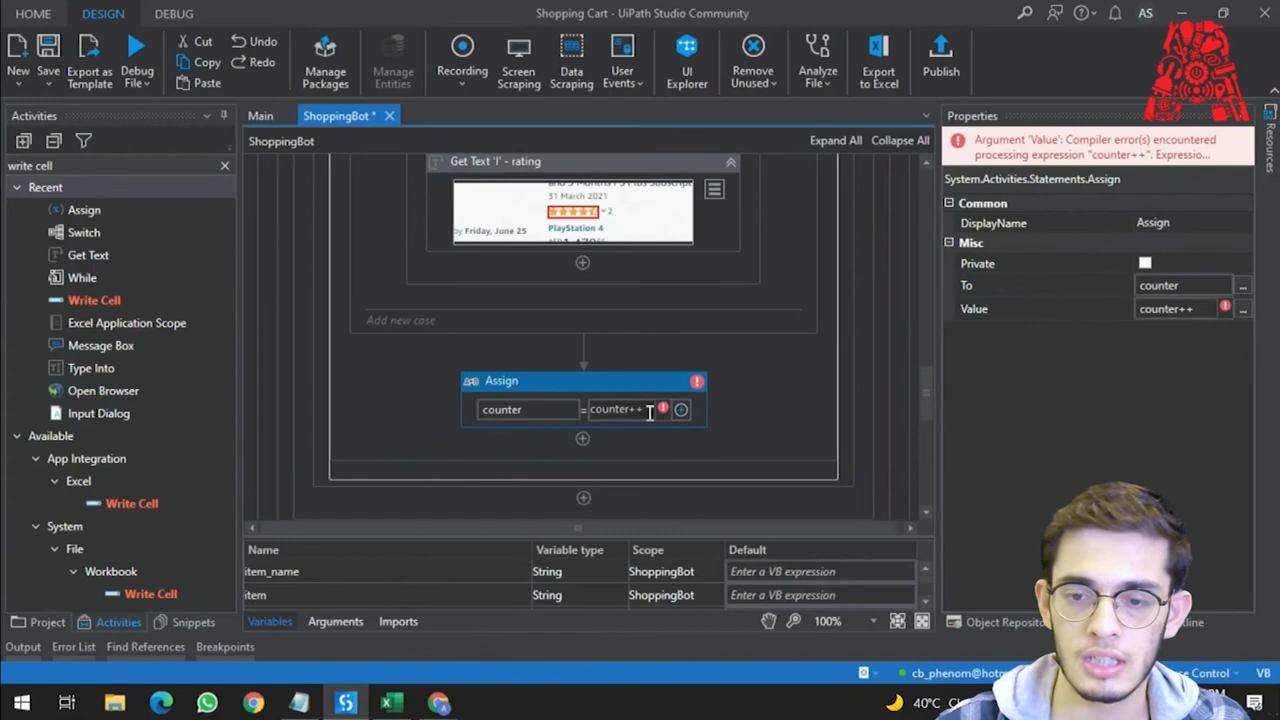 HOME DESIGN DEBUG
Shopping Cart - UiPath Studio Community
AS
New
Save
Export as Template
Debug File
Cut
Copy
Paste
Undo
Redo
Manage Packages
Manage Entities
Recording
Screen Scraping
Data Scraping
User Events
UI Explorer
Remove Unused
Analyze File
Export to Excel
Publish
Activities
write cell
Recent
Assign
Switch
Get Text
While
Write Cell
Excel Application Scope
Message Box
Type Into
Open Browser
Input Dialog
Available
App Integration
Excel
Write Cell
System
File
Workbook
Write Cell
Project Activities Snippets
Main ShoppingBot *
ShoppingBot
Expand All Collapse All
Get Text 'I' - rating
31 March 2021
2
by Friday, June 25
PlayStation 4
Add new case
Assign
counter = counter++
Name Variable type Scope Default
item_name String ShoppingBot Enter a VB expression
item String ShoppingBot Enter a VB expression
Variables Arguments Imports
100%
Properties
Argument 'Value': Compiler error(s) encountered
processing expression "counter++". Expressio...
System.Activities.Statements.Assign
Common
DisplayName Assign
Misc
Private
To counter ...
Value counter++ ...
Resources
Object Reposito
Output Error List Find References Breakpoints
VB
40°C